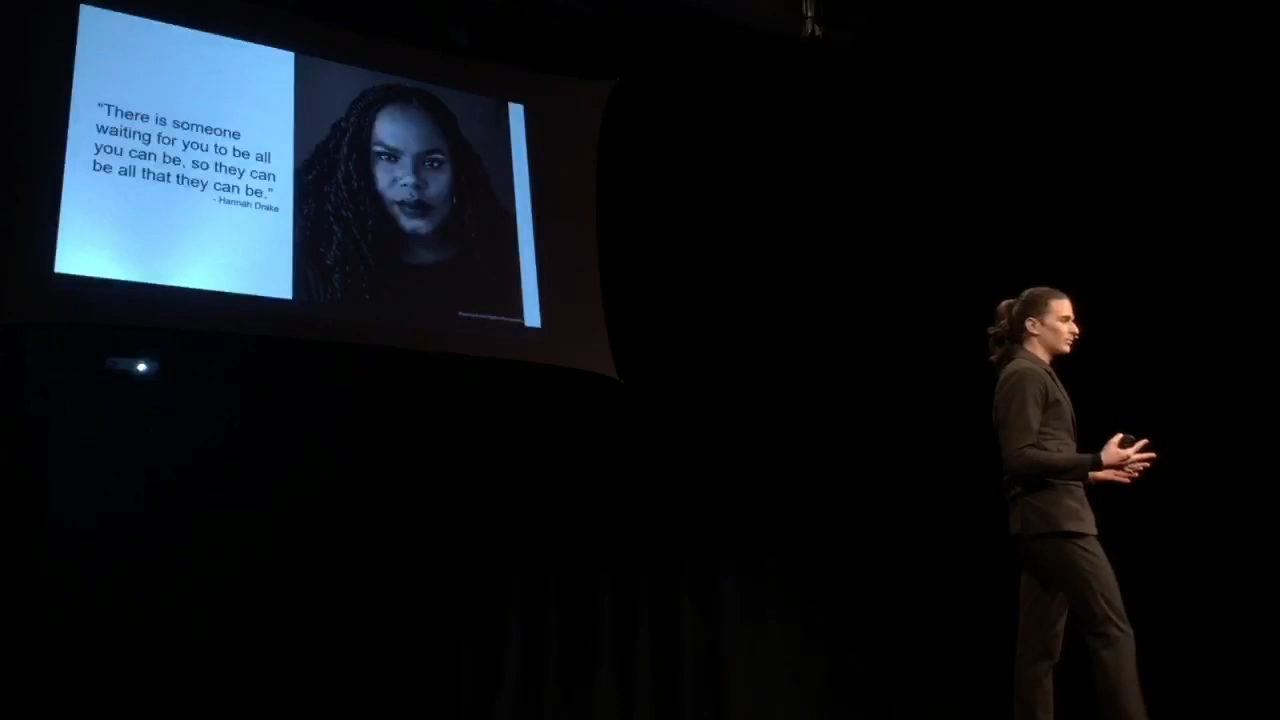 "There is someone
waiting for you to be all
you can be, so they can
be all that they can be."
- Hannah Drake